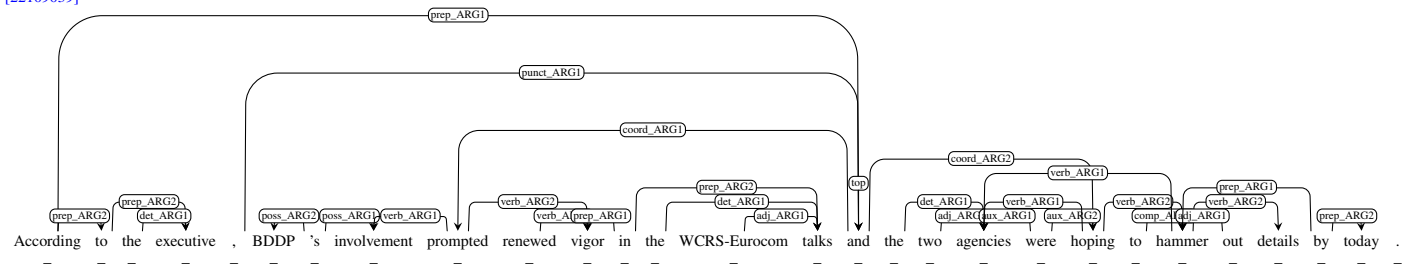 [22109059]
prep_ARG1
punct_ARG1
coord_ARG1
coord_ARG2
verb_ARG1
top
prep_ARG2 verb_ARG2 prep_ARG2 det_ARG1 det_ARG1 verb_ARG1 verb_ARG2 verb_ARG2 prep_ARG1
prep_ARG2 det_ARG1 poss_ARG2 poss_ARG1 verb_ARG1 prep_ARG1 adj_ARG1 aux_ARG1 aux_ARG2 adj_ARG1 prep_ARG2
According to the executive , BDDP 's involvement prompted renewed vigor in the WCRS-Eurocom talks and the two agencies were hoping to hammer out details by today .